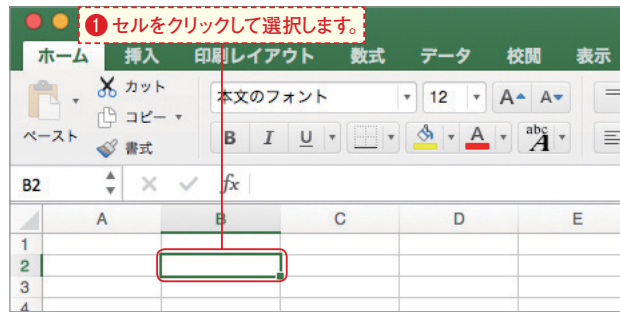 ❶ セルをクリックして選択します。
ホーム 挿入 印刷レイアウト 数式 データ 校閲 表示
カット
本文のフォント 12 A A
コピー
ペースト
書式
B I U A abc A
B2 fx
A B C D E
1
2
3
4